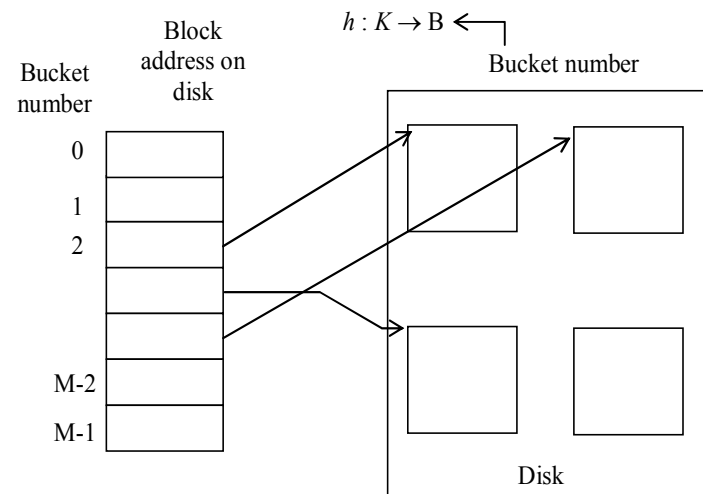 Block
address on
disk
h : K → B
Bucket
number
Bucket number
0
1
2
M-2
M-1
Disk